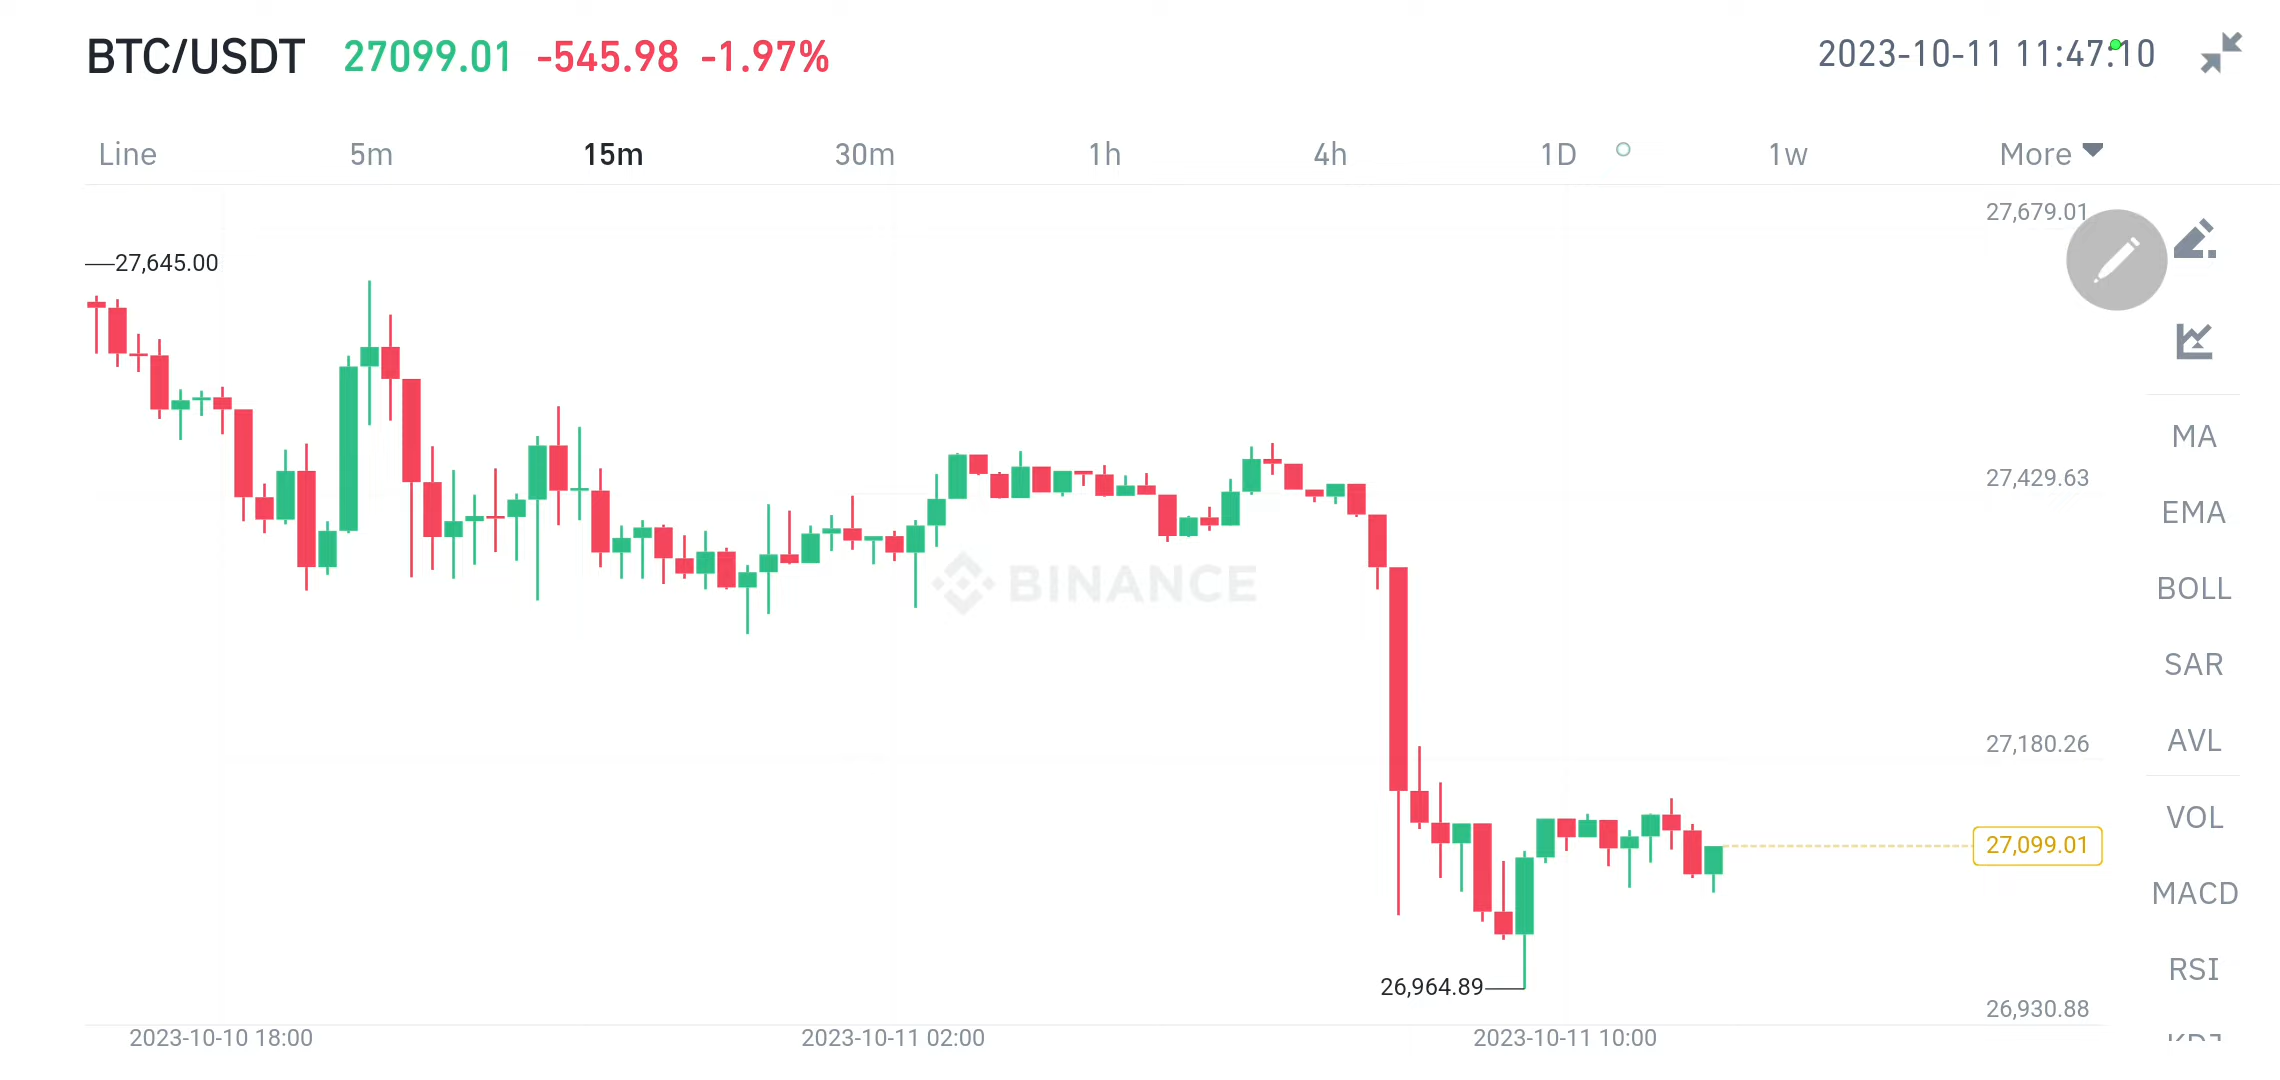 BTC/USDT 27099.01 -545.98 -1.97% 2023-10-11 11:47:10
Line 5m 15m 30m 1h 4h 1D 1w More
27,679.01
27,645.00
MA
27,429.63
EMA
BINANCE
BOLL
SAR
AVL
27,180.26
VOL
27,099.01
MACD
RSI
26,964.89
26,930.88
2023-10-10 18:00 2023-10-11 02:00 2023-10-11 10:00